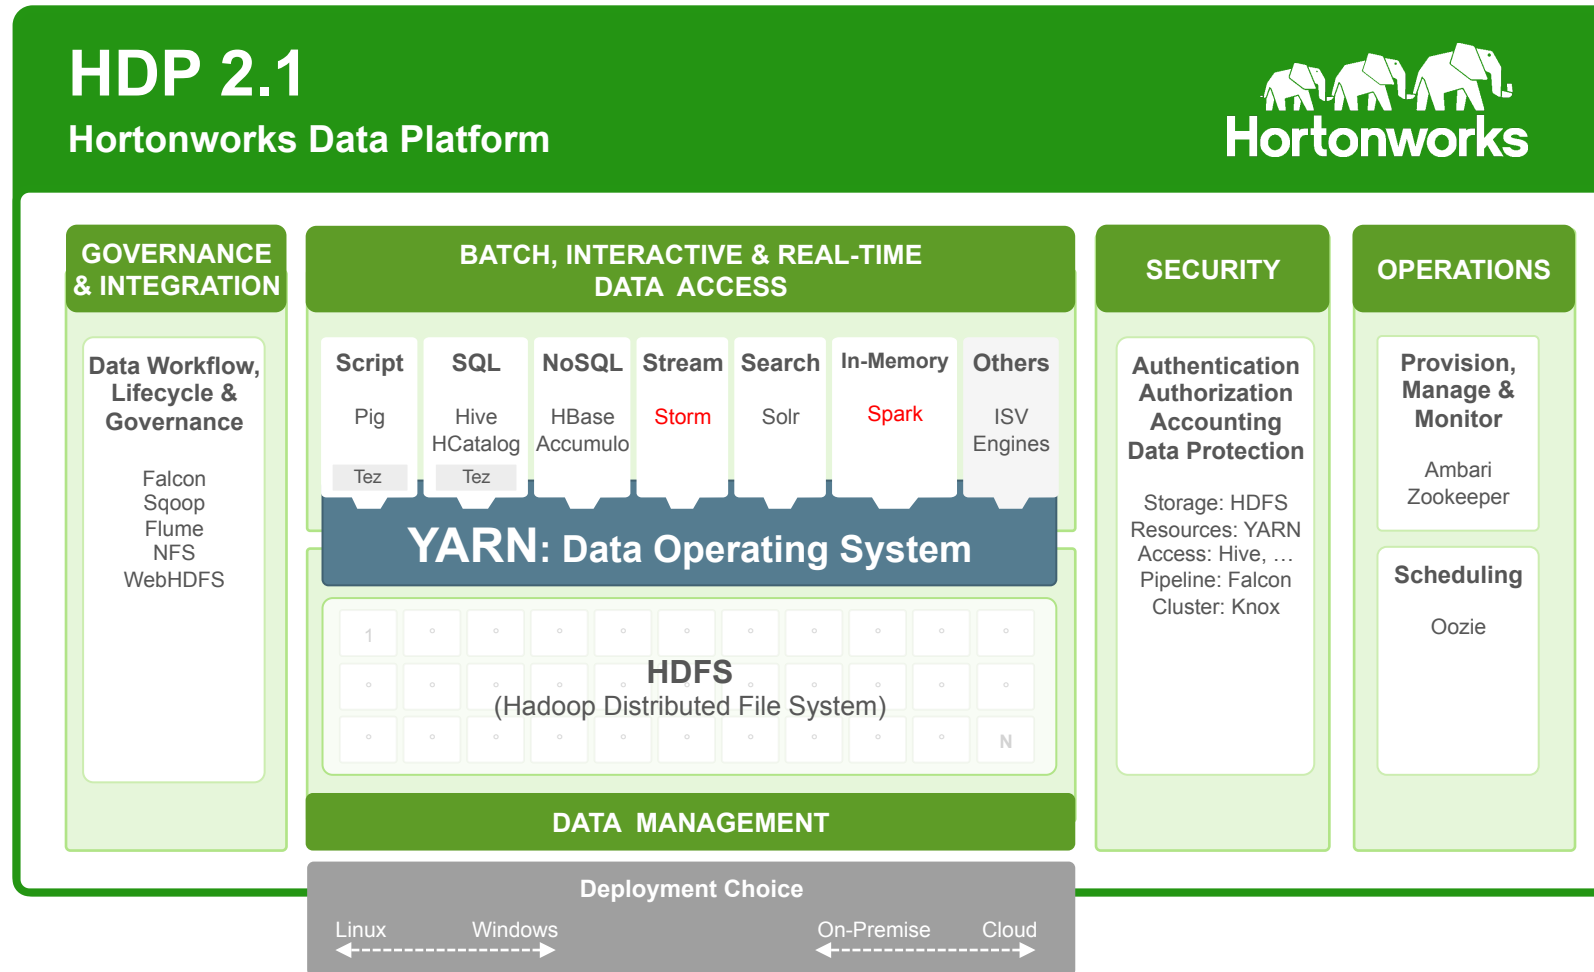 HDP 2.1
Hortonworks Data Platform
Hortonworks
GOVERNANCE
& INTEGRATION
Data Workflow,
Lifecycle &
Governance
Falcon
Sqoop
Flume
NFS
WebHDFS
BATCH, INTERACTIVE & REAL-TIME
DATA ACCESS
Script
Pig
Tez
SQL
Hive
HCatalog
Tez
NoSQL
HBase
Accumulo
Stream
Storm
Search
Solr
In-Memory
Spark
Others
ISV
Engines
YARN: Data Operating System
1
HDFS
(Hadoop Distributed File System)
N
DATA MANAGEMENT
SECURITY
Authentication
Authorization
Accounting
Data Protection
Storage: HDFS
Resources: YARN
Access: Hive, …
Pipeline: Falcon
Cluster: Knox
OPERATIONS
Provision,
Manage &
Monitor
Ambari
Zookeeper
Scheduling
Oozie
Deployment Choice
Linux Windows On-Premise Cloud